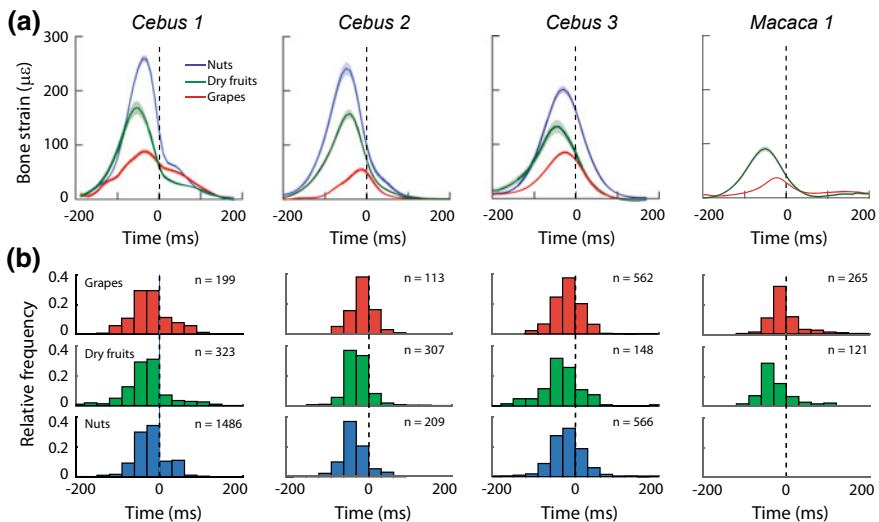 (a)
Cebus 1 Cebus 2 Cebus 3 Macaca 1
Bone strain (με)
300
200
100
0
Nuts
Dry fruits
Grapes
-200 0 200 -200 0 200 -200 0 200 -200 0 200
Time (ms) Time (ms) Time (ms) Time (ms)
(b)
Relative frequency
0.4
0.2
0
Grapes n = 199 n = 113 n = 562 n = 265
0.4
0.2
0
Dry fruits n = 323 n = 307 n = 148 n = 121
0.4
0.2
0
Nuts n = 1486 n = 209 n = 566
-200 0 200 -200 0 200 -200 0 200 -200 0 200
Time (ms) Time (ms) Time (ms) Time (ms)